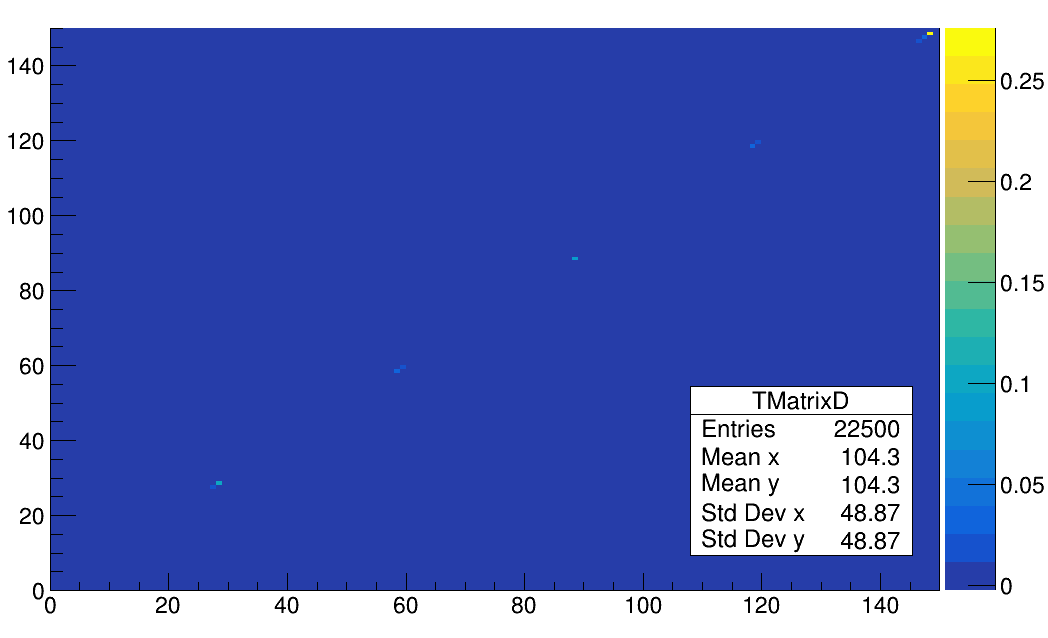 140
120
100
80
60
40
20
0
0 20 40 60 80 100 120 140
0.25
0.2
0.15
0.1
0.05
0
TMatrixD
Entries 22500
Mean x 104.3
Mean y 104.3
Std Dev x 48.87
Std Dev y 48.87